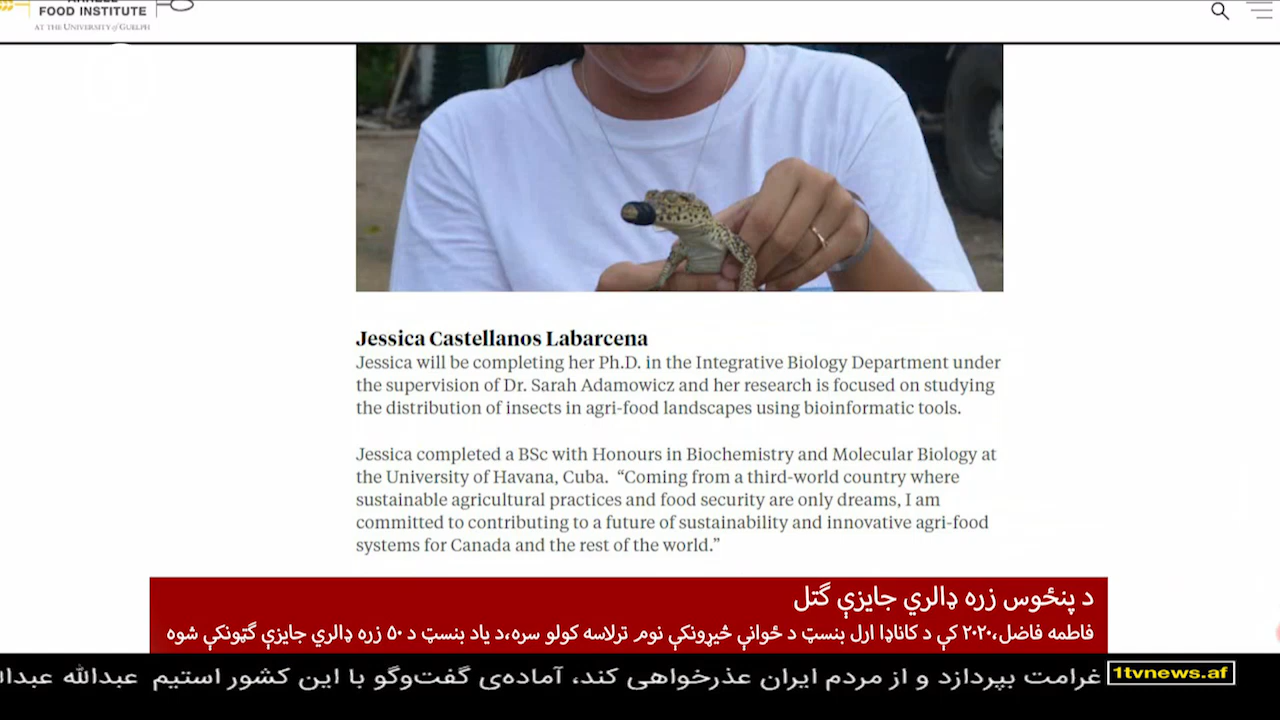 FOOD INSTITUTE
AT THE UNIVERSITY of GUELPH
Jessica Castellanos Labarcena
Jessica will be completing her Ph.D. in the Integrative Biology Department under
the supervision of Dr. Sarah Adamowicz and her research is focused on studying
the distribution of insects in agri-food landscapes using bioinformatic tools.
Jessica completed a BSc with Honours in Biochemistry and Molecular Biology at
the University of Havana, Cuba. “Coming from a third-world country where
sustainable agricultural practices and food security are only dreams, I am
committed to contributing to a future of sustainability and innovative agri-food
systems for Canada and the rest of the world.”
د پنځوس زره ډالري جایزې ګټل
فاطمه فاضل،۲۰۲۰ کې د کاناډا ارل بنسټ د ځوانې څېړونکې نوم ترلاسه کولو سره،د یاد بنسټ د ۵۰ زره ډالري جایزې ګټونکې شوه
غرامت بپردازد و از مردم ایران عذرخواهی کند، آماده‌ی گفت‌وگو با این کشور استیم عبدالله
1tvnews.af